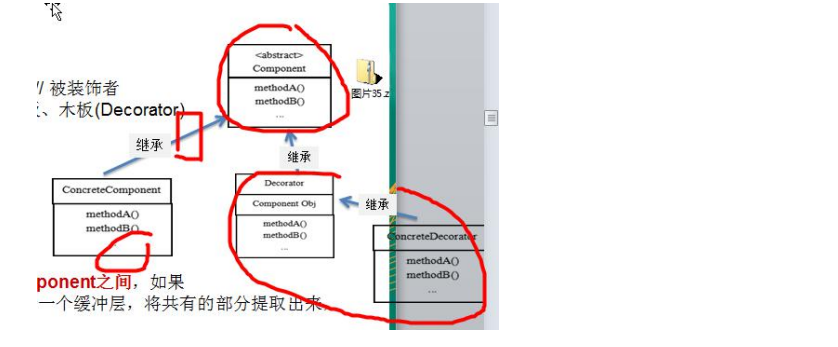 <abstract>
Component
methodA()
methodB()
...
// 被装饰者
、木板(Decorator)
图片35.z
继承
继承
ConcreteComponent
methodA()
methodB()
Decorator
Component Obj
methodA()
methodB()
...
继承
ConcreteDecorator
methodA()
methodB()
...
ponent之间，如果
一个缓冲层，将共有的部分提取出来